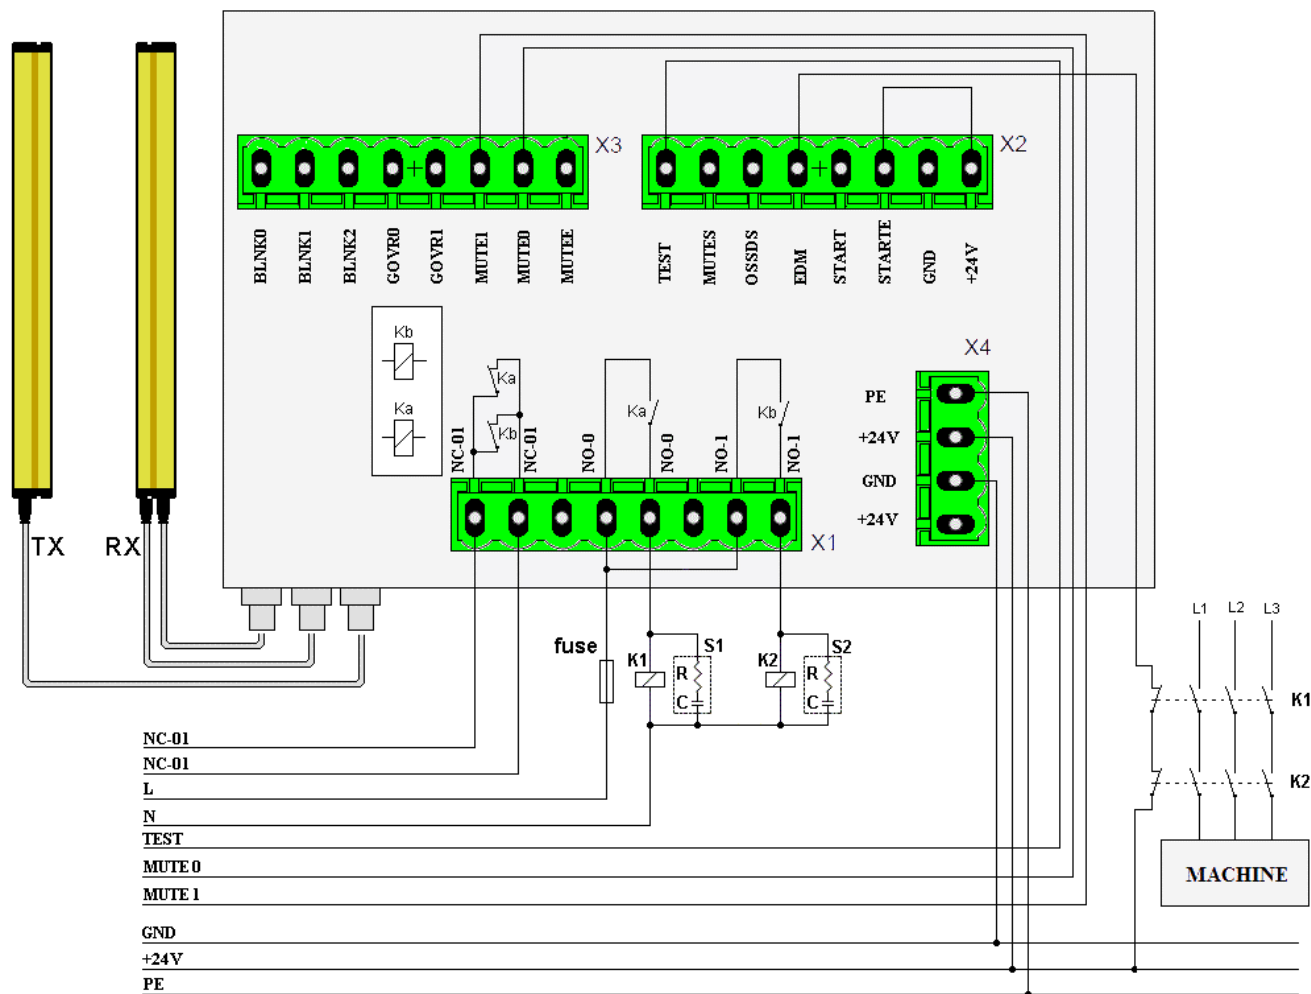 X3
X2
BLNK0
BLNK1
BLNK2
GOVR0
GOVR1
MUTE1
MUTE0
MUTEE
TEST
MUTES
OSSDS
EDM
START
STARTE
GND
+24V
Kb
Ka
Ka
Kb
Ka
Kb
NC-01
NC-01
NO-0
NO-0
NO-1
NO-1
X1
X4
PE
+24V
GND
+24V
TX
RX
fuse
K1
S1
R
C
K2
S2
R
C
L1
L2
L3
K1
K2
MACHINE
NC-01
NC-01
L
N
TEST
MUTE 0
MUTE 1
GND
+24V
PE